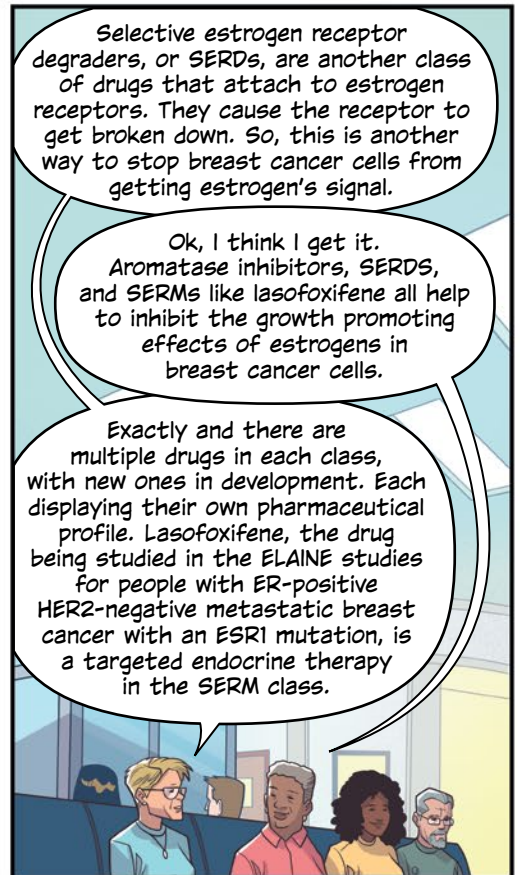 Selective estrogen receptor
degraders, or SERDs, are another class
of drugs that attach to estrogen
receptors. They cause the receptor to
get broken down. So, this is another
way to stop breast cancer cells from
getting estrogen's signal.
Ok, I think I get it.
Aromatase inhibitors, SERDS,
and SERMs like lasofoxifene all help
to inhibit the growth promoting
effects of estrogens in
breast cancer cells.
Exactly and there are
multiple drugs in each class,
with new ones in development. Each
displaying their own pharmaceutical
profile. Lasofoxifene, the drug
being studied in the ELAINE studies
for people with ER-positive
HER2-negative metastatic breast
cancer with an ESR1 mutation, is
a targeted endocrine therapy
in the SERM class.